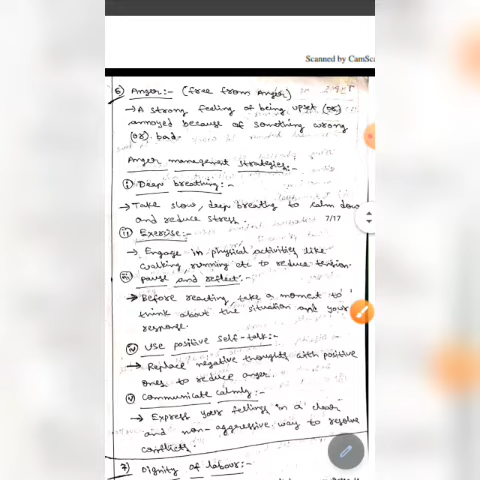 Scanned by CamSca
6) Anger:- (free from Anger)
→ A strong feeling of being upset (or)
annoyed because of something wrong
(or) bad.
Anger management strategies:-
i) Deep breathing:-
→ Take slow, deep breaths to calm down
and reduce stress. 7/17
ii) Exercise:-
→ Engage in physical activities like
walking, running etc to reduce tension
iii) pause and reflect:-
→ Before reacting, take a moment to
think about the situation and your
response.
iv) Use positive self-talk:-
→ Replace negative thoughts with positive
ones to reduce anger.
v) Communicate calmly:-
→ Express your feelings in a clear
and non-aggressive way to resolve
conflicts.
7) Dignity of labour:-